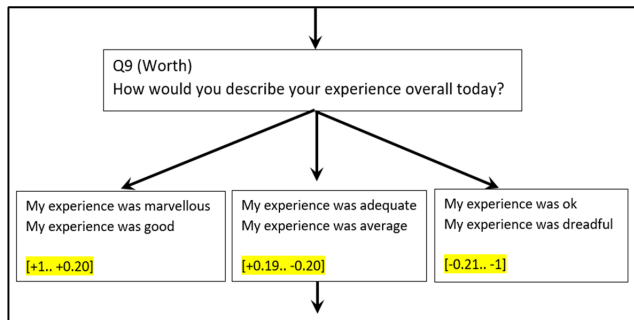 Q9 (Worth)
How would you describe your experience overall today?
My experience was marvellous
My experience was good
[+1.. +0.20]
My experience was adequate
My experience was average
[+0.19.. -0.20]
My experience was ok
My experience was dreadful
[-0.21.. -1]